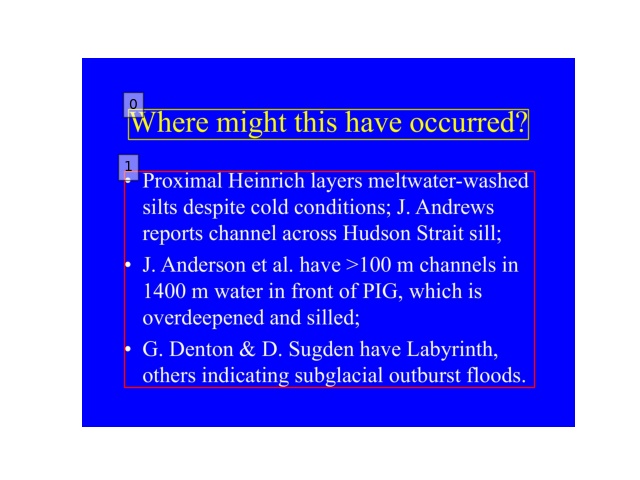 0
Where might this have occurred?
1
• Proximal Heinrich layers meltwater-washed
silts despite cold conditions; J. Andrews
reports channel across Hudson Strait sill;
• J. Anderson et al. have >100 m channels in
1400 m water in front of PIG, which is
overdeepened and silled;
• G. Denton & D. Sugden have Labyrinth,
others indicating subglacial outburst floods.